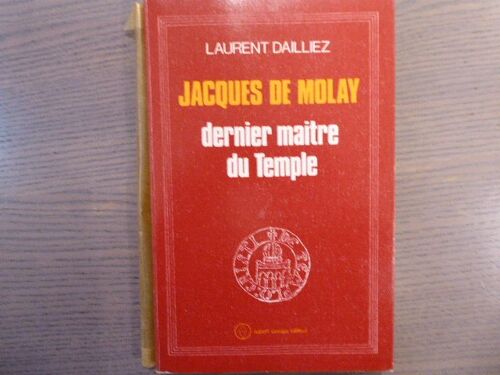 LAURENT DAILLIEZ
JACQUES DE MOLAY
dernier maitre
du Temple